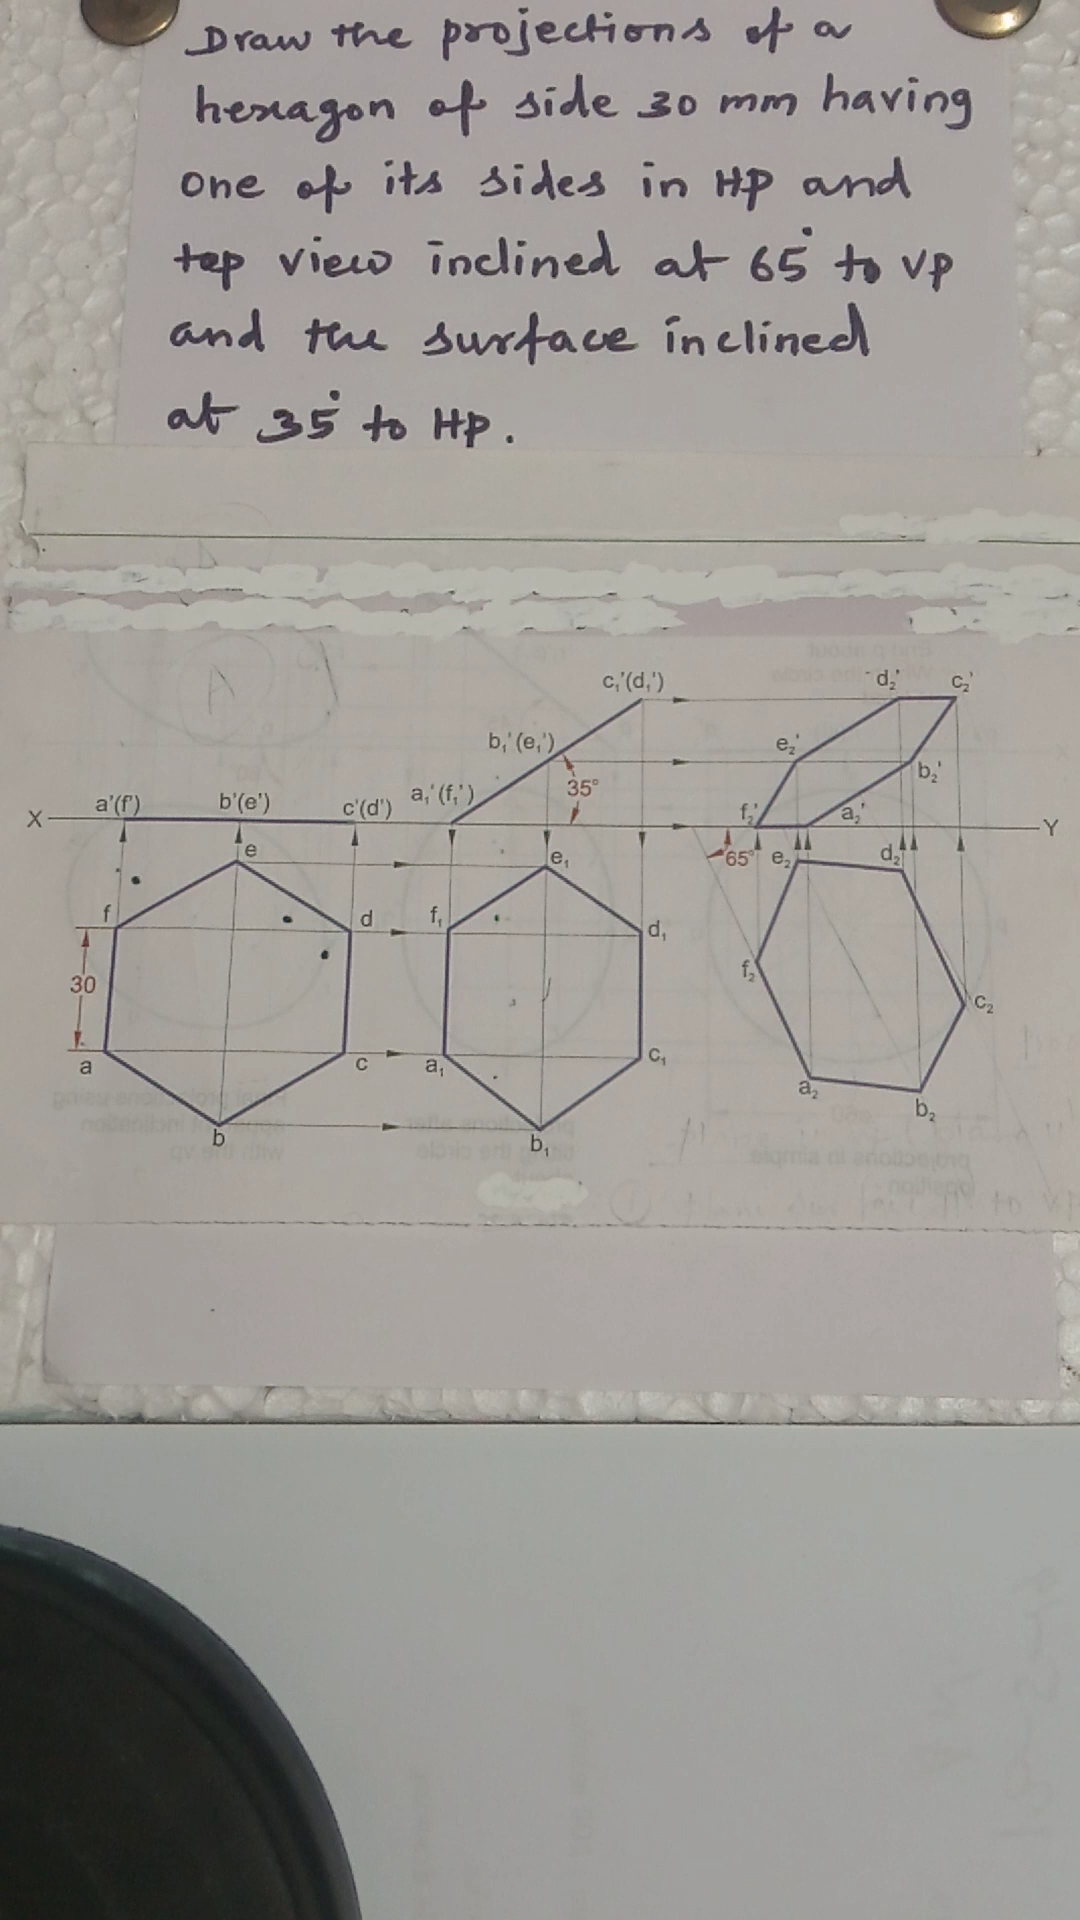 Draw the projections of a
hexagon of side 30 mm having
one of its sides in HP and
top view inclined at 65° to VP
and the surface inclined
at 35° to HP.
c₁'(d₁') d₂' c₂'
b₁'(e₁') e₂' b₂'
35°
a'(f') b'(e') c'(d') a₁'(f₁') f₂' a₂'
X Y
65°
e e₁ e₂ d₂
f d f₁ d₁
30 f₂ c₂
a c a₁ c₁ a₂
b b₁ b₂